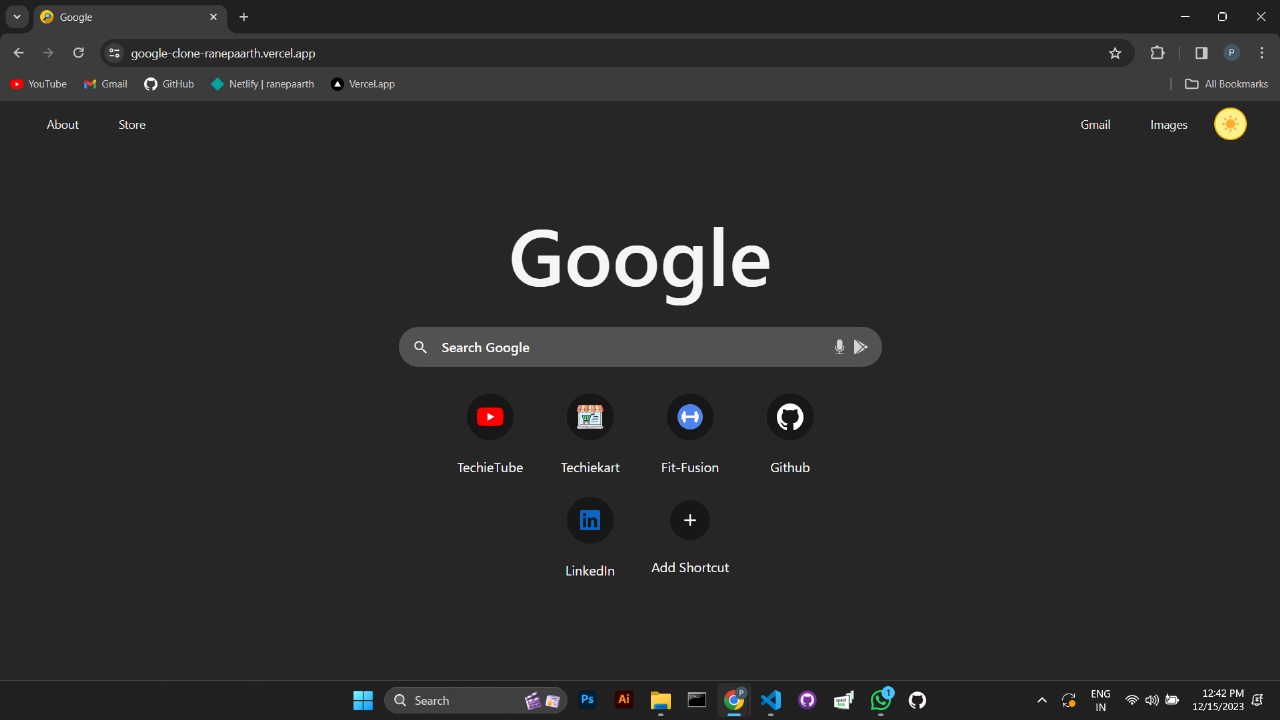 Google
google-clone-ranepaarth.vercel.app
P
YouTube Gmail GitHub Netlify | ranepaarth Vercel.app All Bookmarks
About Store Gmail Images
Google
Search Google
TechieTube Techiekart Fit-Fusion Github
LinkedIn Add Shortcut
Search Ps Ai P 1 ENG 12:42 PM
IN 12/15/2023